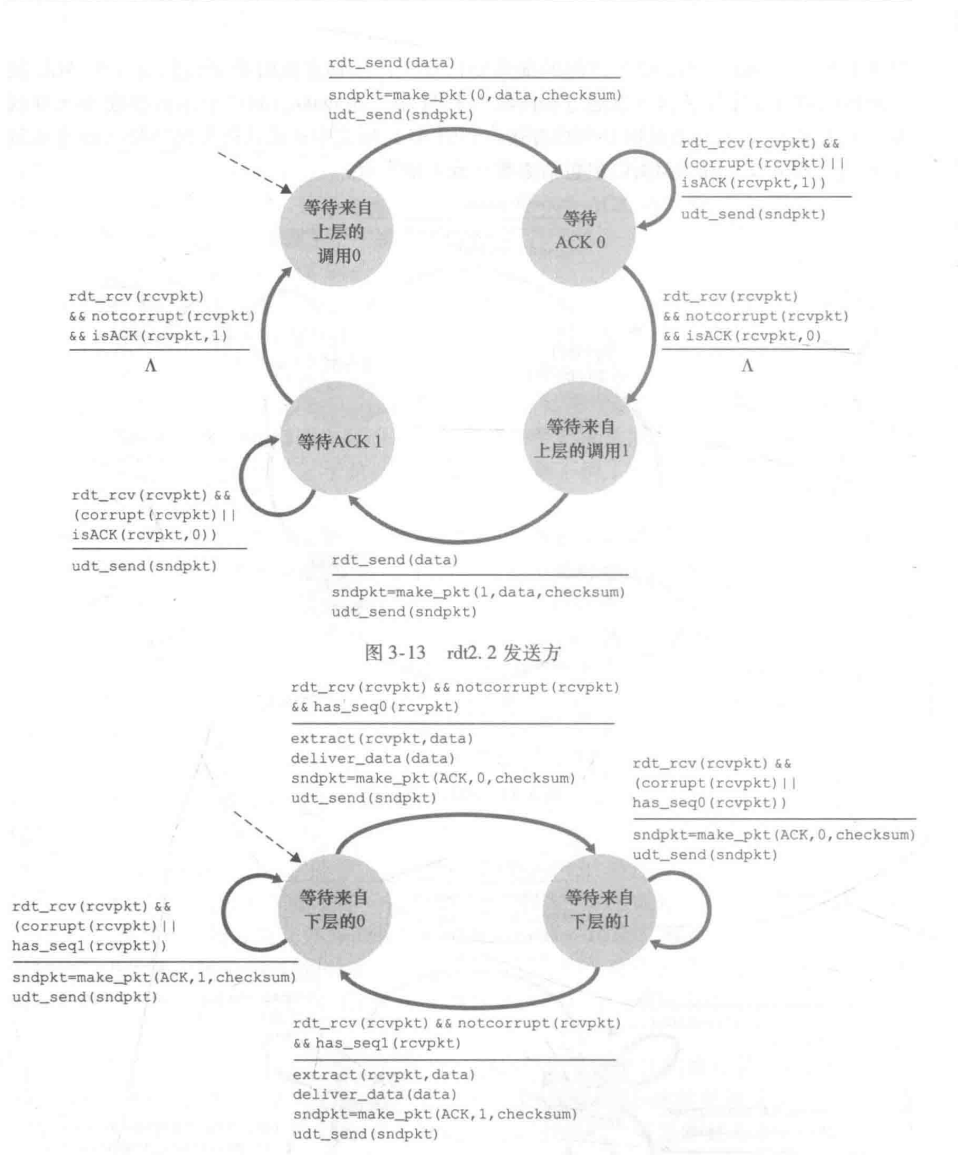 rdt_send(data)
sndpkt=make_pkt(0,data,checksum)
udt_send(sndpkt)
rdt_rcv(rcvpkt) &&
(corrupt(rcvpkt)||
isACK(rcvpkt,1))
udt_send(sndpkt)
等待来自
上层的
调用0
等待
ACK 0
rdt_rcv(rcvpkt)
&& notcorrupt(rcvpkt)
&& isACK(rcvpkt,1)
Λ
rdt_rcv(rcvpkt)
&& notcorrupt(rcvpkt)
&& isACK(rcvpkt,0)
Λ
等待ACK 1
等待来自
上层的调用1
rdt_rcv(rcvpkt) &&
(corrupt(rcvpkt)||
isACK(rcvpkt,0))
udt_send(sndpkt)
rdt_send(data)
sndpkt=make_pkt(1,data,checksum)
udt_send(sndpkt)
图 3-13 rdt2. 2 发送方
rdt_rcv(rcvpkt) && notcorrupt(rcvpkt)
&& has_seq0(rcvpkt)
extract(rcvpkt,data)
deliver_data(data)
sndpkt=make_pkt(ACK,0,checksum)
udt_send(sndpkt)
rdt_rcv(rcvpkt) &&
(corrupt(rcvpkt)||
has_seq0(rcvpkt))
sndpkt=make_pkt(ACK,0,checksum)
udt_send(sndpkt)
等待来自
下层的0
等待来自
下层的1
rdt_rcv(rcvpkt) &&
(corrupt(rcvpkt)||
has_seq1(rcvpkt))
sndpkt=make_pkt(ACK,1,checksum)
udt_send(sndpkt)
rdt_rcv(rcvpkt) && notcorrupt(rcvpkt)
&& has_seq1(rcvpkt)
extract(rcvpkt,data)
deliver_data(data)
sndpkt=make_pkt(ACK,1,checksum)
udt_send(sndpkt)